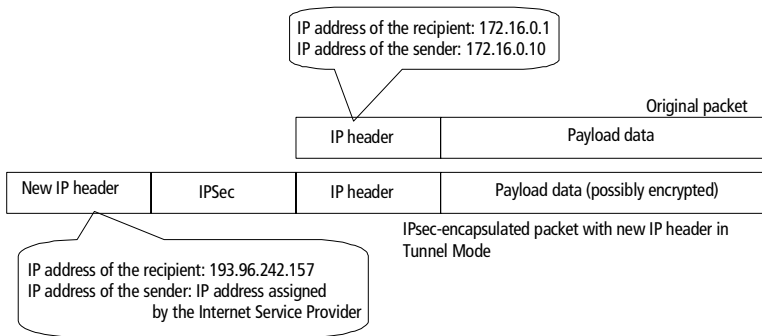 IP address of the recipient: 172.16.0.1
IP address of the sender: 172.16.0.10
Original packet
IP header
Payload data
New IP header
IPSec
IP header
Payload data (possibly encrypted)
IPsec-encapsulated packet with new IP header in
Tunnel Mode
IP address of the recipient: 193.96.242.157
IP address of the sender: IP address assigned
by the Internet Service Provider